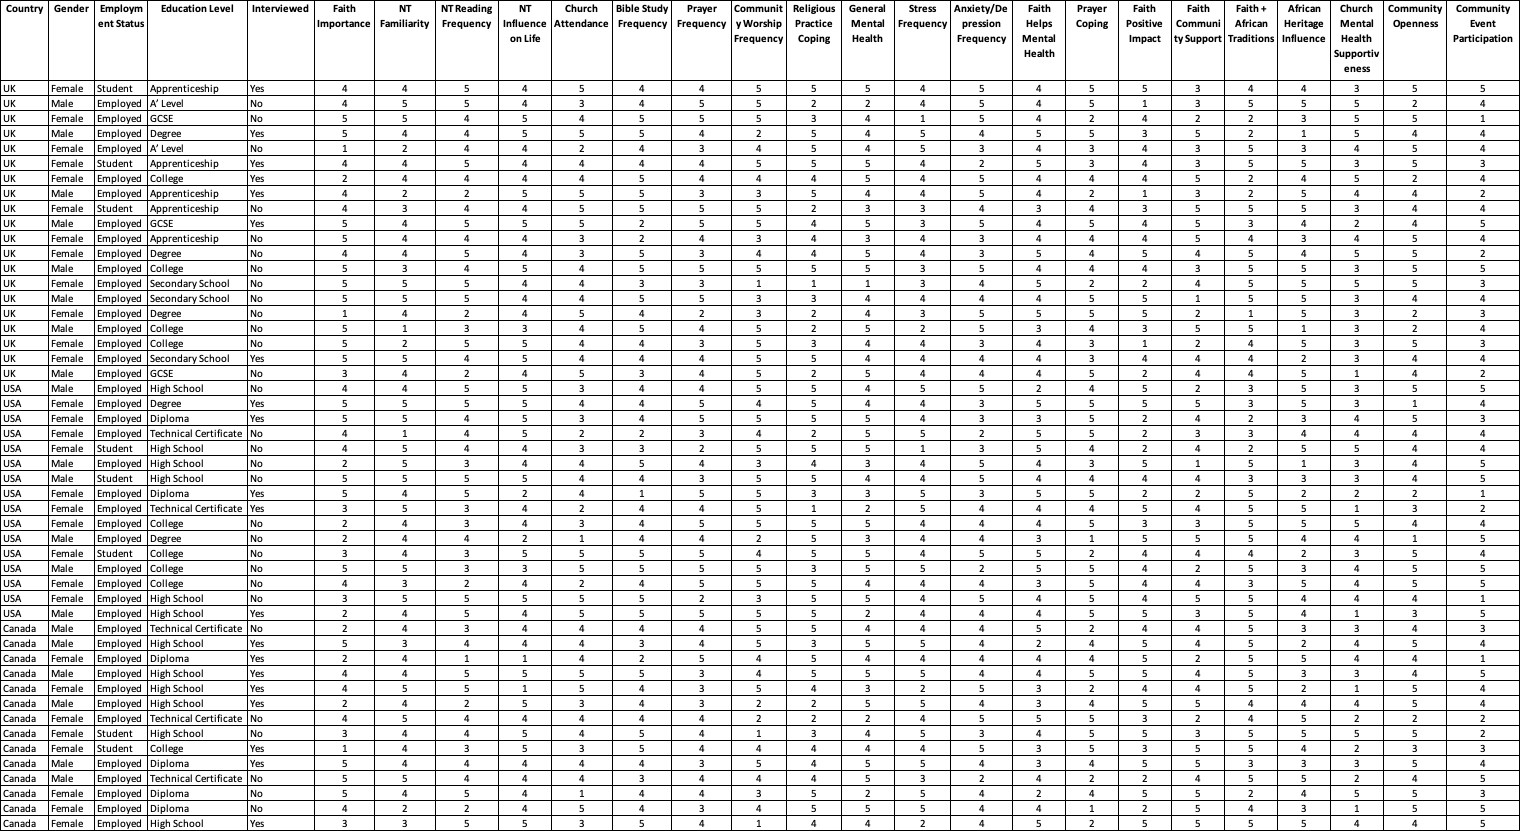 Country Gender Employm Education Level Interviewed Faith NT NT Reading NT Church Bible Study Prayer Communit Religious General Stress Anxiety/De Faith Prayer Faith Faith Faith + African Church Community Community
ent Status Importance Familiarity Frequency Influence Attendance Frequency Frequency y Worship Practice Mental Frequency pression Helps Coping Positive Communi African Heritage Mental Openness Event
on Life Frequency Coping Health Frequency Mental Impact ty Support Traditions Influence Health Participation
Health Supportiv
eness
UK Female Student Apprenticeship Yes 4 4 5 4 5 4 4 5 5 5 4 5 4 5 5 3 4 4 3 5 5
UK Male Employed A' Level No 4 5 5 4 3 4 5 5 2 2 4 5 4 5 1 3 5 5 5 2 4
UK Female Employed GCSE No 5 5 4 5 4 5 5 5 3 4 1 5 4 2 4 2 2 3 5 5 1
UK Male Employed Degree Yes 5 4 4 5 5 5 4 2 5 4 5 4 5 5 3 5 2 1 5 4 4
UK Female Employed A' Level No 1 2 4 4 2 4 3 4 5 4 5 3 4 3 4 3 5 3 4 5 4
UK Female Student Apprenticeship Yes 4 4 5 4 4 4 4 5 5 5 4 2 5 3 4 3 5 5 3 5 3
UK Female Employed College Yes 2 4 4 4 4 5 4 4 4 5 4 5 4 4 4 5 2 4 5 2 4
UK Male Employed Apprenticeship Yes 4 2 2 5 5 5 3 3 5 4 4 5 4 2 1 3 2 5 4 4 2
UK Female Student Apprenticeship No 4 3 4 4 5 5 5 5 2 3 3 4 3 4 3 5 5 5 3 4 4
UK Male Employed GCSE Yes 5 4 5 5 5 2 5 5 4 5 3 5 4 5 4 5 3 4 2 4 5
UK Female Employed Apprenticeship No 5 4 4 4 3 2 4 3 4 3 4 3 4 4 4 5 4 3 4 5 4
UK Female Employed Degree No 4 4 5 4 3 5 3 4 4 5 4 3 5 4 5 4 5 4 5 5 2
UK Male Employed College No 5 3 4 5 4 5 5 5 5 5 3 5 4 4 4 3 5 5 3 5 5
UK Female Employed Secondary School No 5 5 5 4 4 3 3 1 1 1 3 4 5 2 2 4 5 5 5 5 3
UK Male Employed Secondary School No 5 5 5 4 4 5 5 3 3 4 4 4 4 5 5 1 5 5 3 4 4
UK Female Employed Degree No 1 4 2 4 5 4 2 3 2 4 3 5 5 5 5 2 1 5 3 2 3
UK Male Employed College No 5 1 3 3 4 5 4 5 2 5 2 5 3 4 3 5 5 1 3 2 4
UK Female Employed College No 5 2 5 5 4 4 3 5 3 4 4 4 4 3 1 2 4 5 3 5 3
UK Female Employed Secondary School Yes 5 5 4 5 4 4 4 5 5 4 4 4 4 3 4 4 4 2 3 4 4
UK Male Employed GCSE No 3 4 2 4 5 3 4 5 2 5 4 4 4 5 2 4 4 5 1 4 2
USA Male Employed High School No 4 4 5 5 3 4 4 5 5 4 5 5 2 4 5 2 3 5 3 5 5
USA Female Employed Degree Yes 5 5 5 5 4 4 5 4 5 4 4 3 5 5 5 5 3 5 3 1 4
USA Female Employed Diploma Yes 5 5 4 5 3 4 5 5 5 5 4 3 3 5 2 4 2 3 4 5 3
USA Female Employed Technical Certificate No 4 1 4 5 2 2 3 4 2 5 5 2 5 5 2 3 3 4 4 4 4
USA Female Student High School No 4 5 4 4 3 3 2 5 5 5 1 3 5 4 2 4 2 5 5 4 4
USA Male Employed High School No 2 5 3 4 4 5 4 3 4 3 4 5 4 3 5 1 5 1 3 4 5
USA Male Student High School No 5 5 5 5 4 4 3 5 5 4 5 4 4 4 4 4 3 3 3 4 5
USA Female Employed Diploma Yes 5 4 5 2 4 1 5 5 3 3 5 3 5 5 2 2 5 2 2 2 1
USA Female Employed Technical Certificate Yes 3 5 3 4 2 4 4 5 1 2 5 4 4 4 5 4 5 5 1 3 2
USA Female Employed College No 2 4 3 4 3 4 5 5 5 5 4 4 4 5 3 3 5 5 5 4 4
USA Male Employed Degree No 2 4 4 2 1 4 4 2 5 3 4 4 3 1 5 5 5 4 4 1 5
USA Female Student College No 3 4 3 5 5 5 5 4 5 5 4 5 5 2 4 4 4 2 3 5 4
USA Male Employed College No 5 5 3 3 5 5 5 5 3 5 5 2 5 5 4 2 5 3 4 5 5
USA Female Employed College No 4 3 2 4 2 4 5 5 5 4 4 4 3 5 4 4 3 5 4 5 5
USA Female Employed High School No 3 5 5 5 5 5 2 3 5 5 4 5 5 4 4 5 5 4 4 4 1
USA Male Employed High School Yes 2 4 5 4 5 5 5 5 5 2 4 4 4 5 5 3 5 4 1 3 5
Canada Male Employed Technical Certificate No 2 4 3 4 4 4 4 5 5 4 4 4 5 2 4 4 5 3 3 4 3
Canada Male Employed High School Yes 5 3 4 4 4 3 4 5 3 5 5 4 2 4 4 5 5 2 4 5 4
Canada Female Employed Diploma Yes 2 4 1 1 4 2 5 4 5 4 4 4 4 4 5 2 5 5 4 4 1
Canada Male Employed High School Yes 4 4 5 5 5 5 3 4 5 5 4 4 5 5 5 4 5 3 3 4 5
Canada Female Employed High School Yes 4 5 5 1 5 4 3 5 4 3 2 5 3 2 4 4 5 2 1 5 4
Canada Male Employed High School Yes 2 4 2 5 3 4 3 2 2 5 5 4 3 4 5 5 4 4 4 5 4
Canada Female Employed Technical Certificate No 4 5 4 4 4 4 4 2 2 2 4 5 5 5 3 2 4 5 2 2 2
Canada Female Student High School No 3 4 4 5 4 5 4 1 3 4 5 3 4 5 5 3 5 5 5 5 2
Canada Female Student College Yes 1 4 3 5 3 5 4 4 4 4 4 5 3 5 3 5 5 4 2 3 3
Canada Male Employed Diploma Yes 5 4 4 4 4 4 3 5 4 5 5 4 3 4 5 5 3 3 3 5 4
Canada Male Employed Technical Certificate No 5 5 4 4 4 3 4 4 4 5 3 2 4 2 2 4 5 5 2 4 5
Canada Female Employed Diploma No 5 4 5 4 1 4 4 3 5 2 5 4 2 4 5 5 2 4 5 5 3
Canada Female Employed Diploma No 4 2 2 4 5 4 3 4 5 5 5 4 4 1 2 5 4 3 1 5 5
Canada Female Employed High School Yes 3 3 5 5 3 5 4 1 4 4 2 4 5 2 5 5 5 5 4 4 5